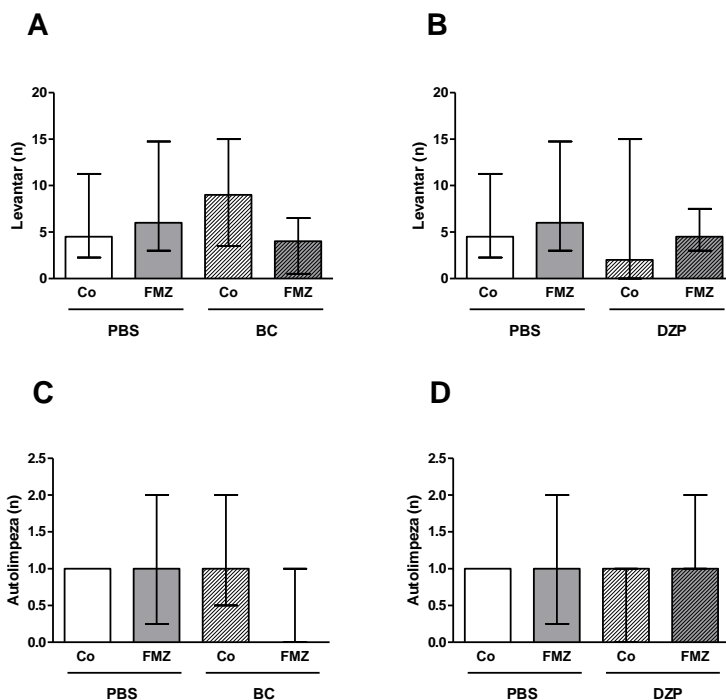 A
Levantar (n)
20
15
10
5
0
Co FMZ Co FMZ
PBS BC
B
Levantar (n)
20
15
10
5
0
Co FMZ Co FMZ
PBS DZP
C
Autolimpeza (n)
2.5
2.0
1.5
1.0
0.5
0.0
Co FMZ Co FMZ
PBS BC
D
Autolimpeza (n)
2.5
2.0
1.5
1.0
0.5
0.0
Co FMZ Co FMZ
PBS DZP